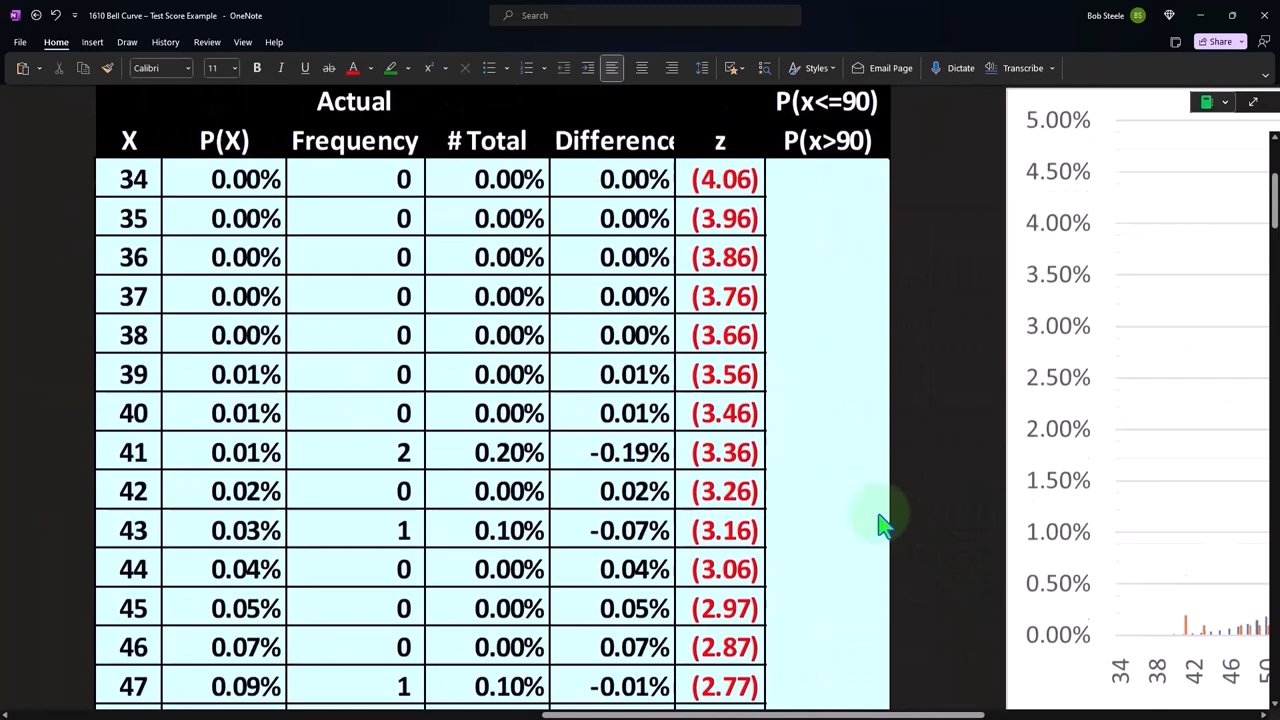 1610 Bell Curve – Test Score Example - OneNote
Search
Bob Steele BS
File Home Insert Draw History Review View Help
Share
Calibri 11 B I U ab A x² Styles Email Page Dictate Transcribe
Actual P(x<=90)
X P(X) Frequency # Total Difference z P(x>90)
34 0.00% 0 0.00% 0.00% (4.06)
35 0.00% 0 0.00% 0.00% (3.96)
36 0.00% 0 0.00% 0.00% (3.86)
37 0.00% 0 0.00% 0.00% (3.76)
38 0.00% 0 0.00% 0.00% (3.66)
39 0.01% 0 0.00% 0.01% (3.56)
40 0.01% 0 0.00% 0.01% (3.46)
41 0.01% 2 0.20% -0.19% (3.36)
42 0.02% 0 0.00% 0.02% (3.26)
43 0.03% 1 0.10% -0.07% (3.16)
44 0.04% 0 0.00% 0.04% (3.06)
45 0.05% 0 0.00% 0.05% (2.97)
46 0.07% 0 0.00% 0.07% (2.87)
47 0.09% 1 0.10% -0.01% (2.77)
5.00%
4.50%
4.00%
3.50%
3.00%
2.50%
2.00%
1.50%
1.00%
0.50%
0.00%
34 38 42 46 50